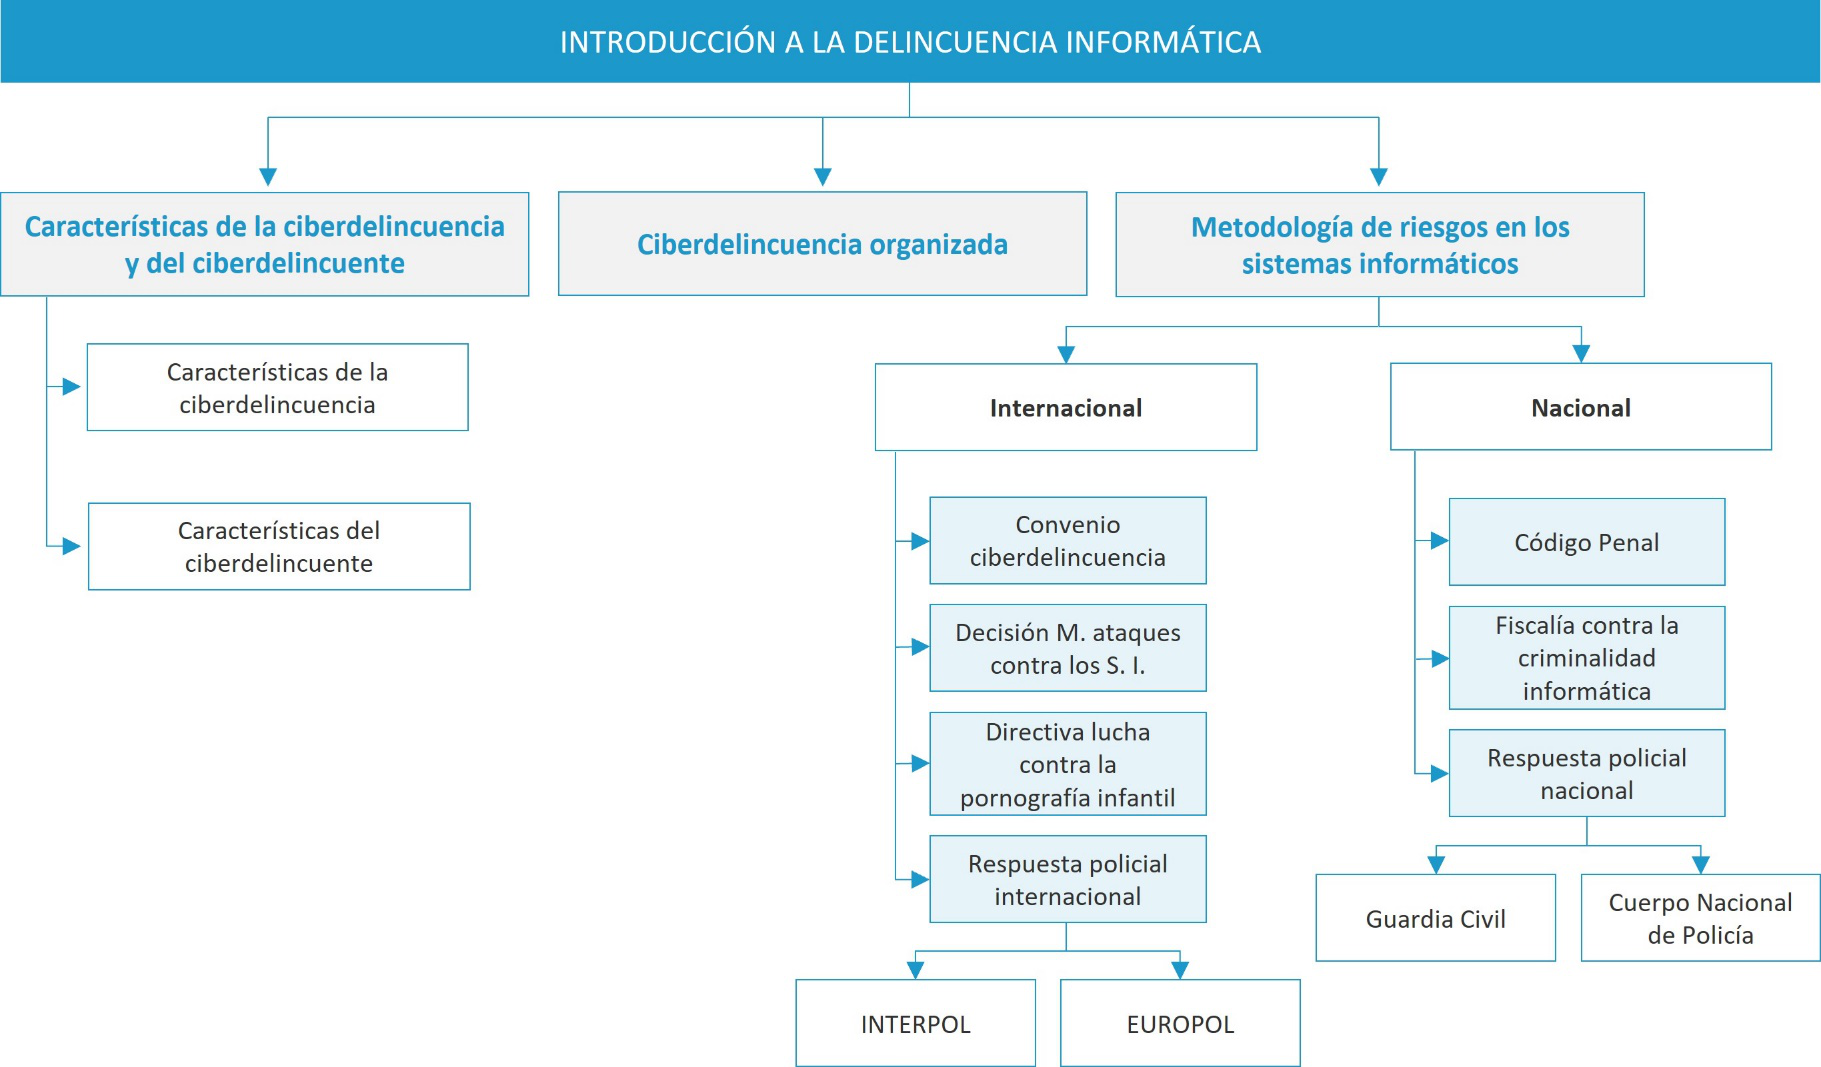 INTRODUCCIÓN A LA DELINCUENCIA INFORMÁTICA
Características de la ciberdelincuencia
y del ciberdelincuente
Ciberdelincuencia organizada
Metodología de riesgos en los
sistemas informáticos
Características de la
ciberdelincuencia
Características del
ciberdelincuente
Internacional
Convenio
ciberdelincuencia
Decisión M. ataques
contra los S. I.
Directiva lucha
contra la
pornografía infantil
Respuesta policial
internacional
INTERPOL
EUROPOL
Nacional
Código Penal
Fiscalía contra la
criminalidad
informática
Respuesta policial
nacional
Guardia Civil
Cuerpo Nacional
de Policía